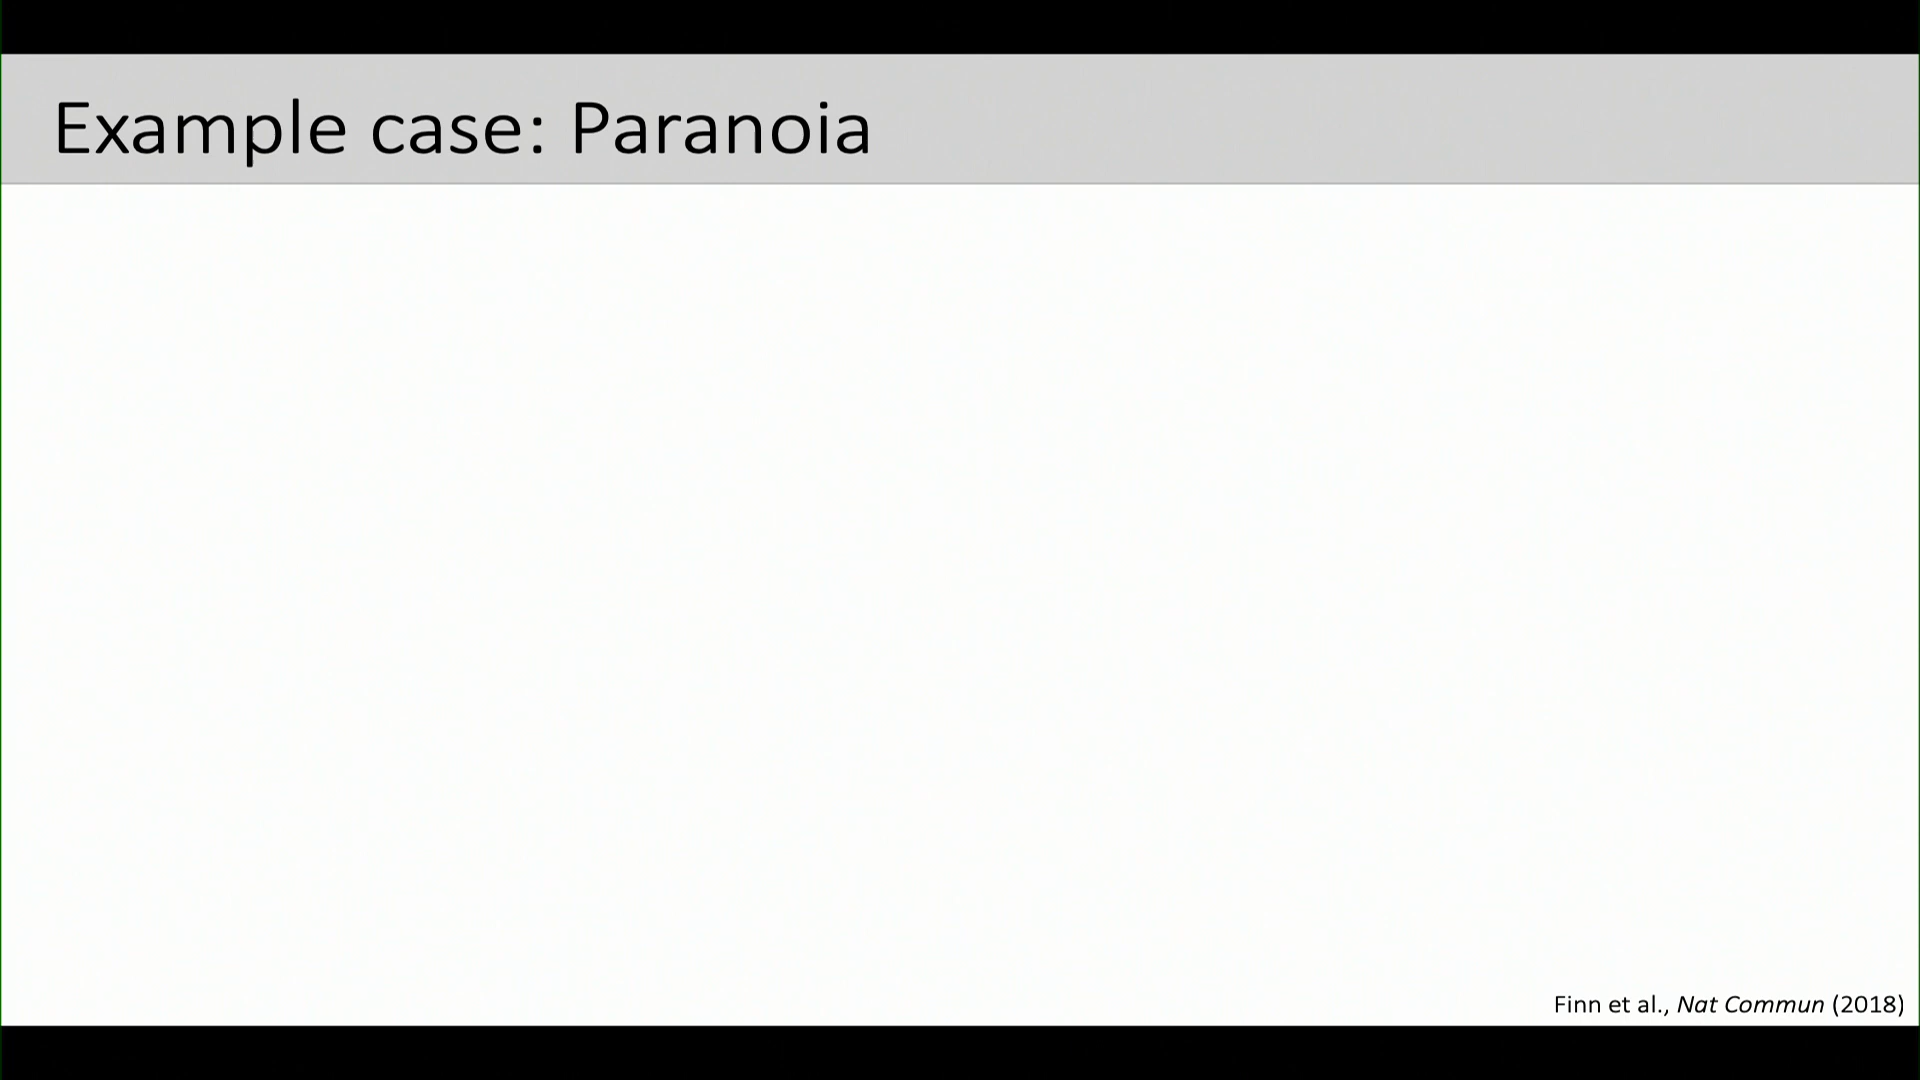 Example case: Paranoia
Finn et al., Nat Commun (2018)